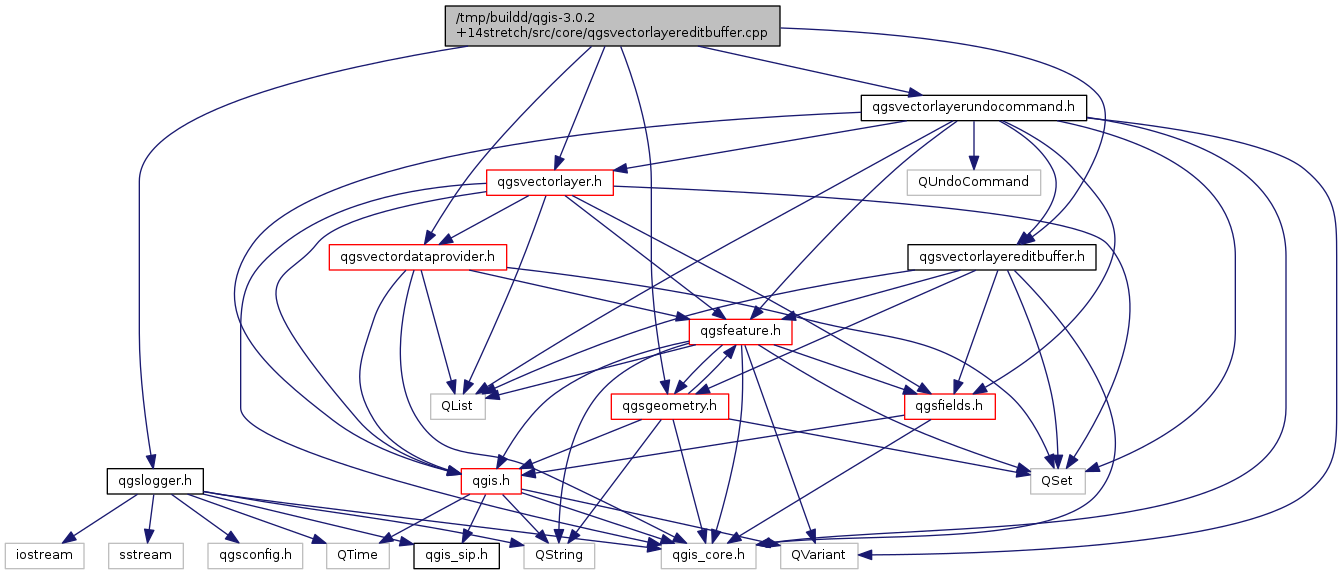 /tmp/buildd/qgis-3.0.2
+14stretch/src/core/qgsvectorlayereditbuffer.cpp
qgsvectorlayerundocommand.h
qgsvectorlayer.h
QUndoCommand
qgsvectordataprovider.h
qgsvectorlayereditbuffer.h
qgsfeature.h
QList
qgsgeometry.h
qgsfields.h
qgslogger.h
qgis.h
QSet
iostream
sstream
qgsconfig.h
QTime
qgis_sip.h
QString
qgis_core.h
QVariant